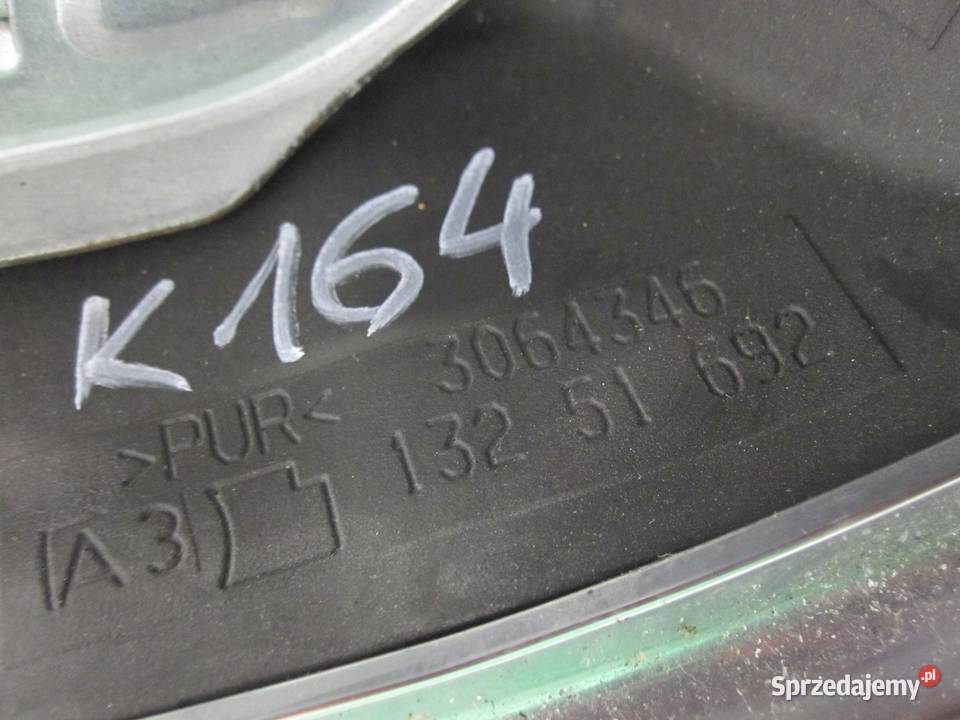 K164
3064346
>PUR< 132 51 692
(A3)
Sprzedajemy.pl